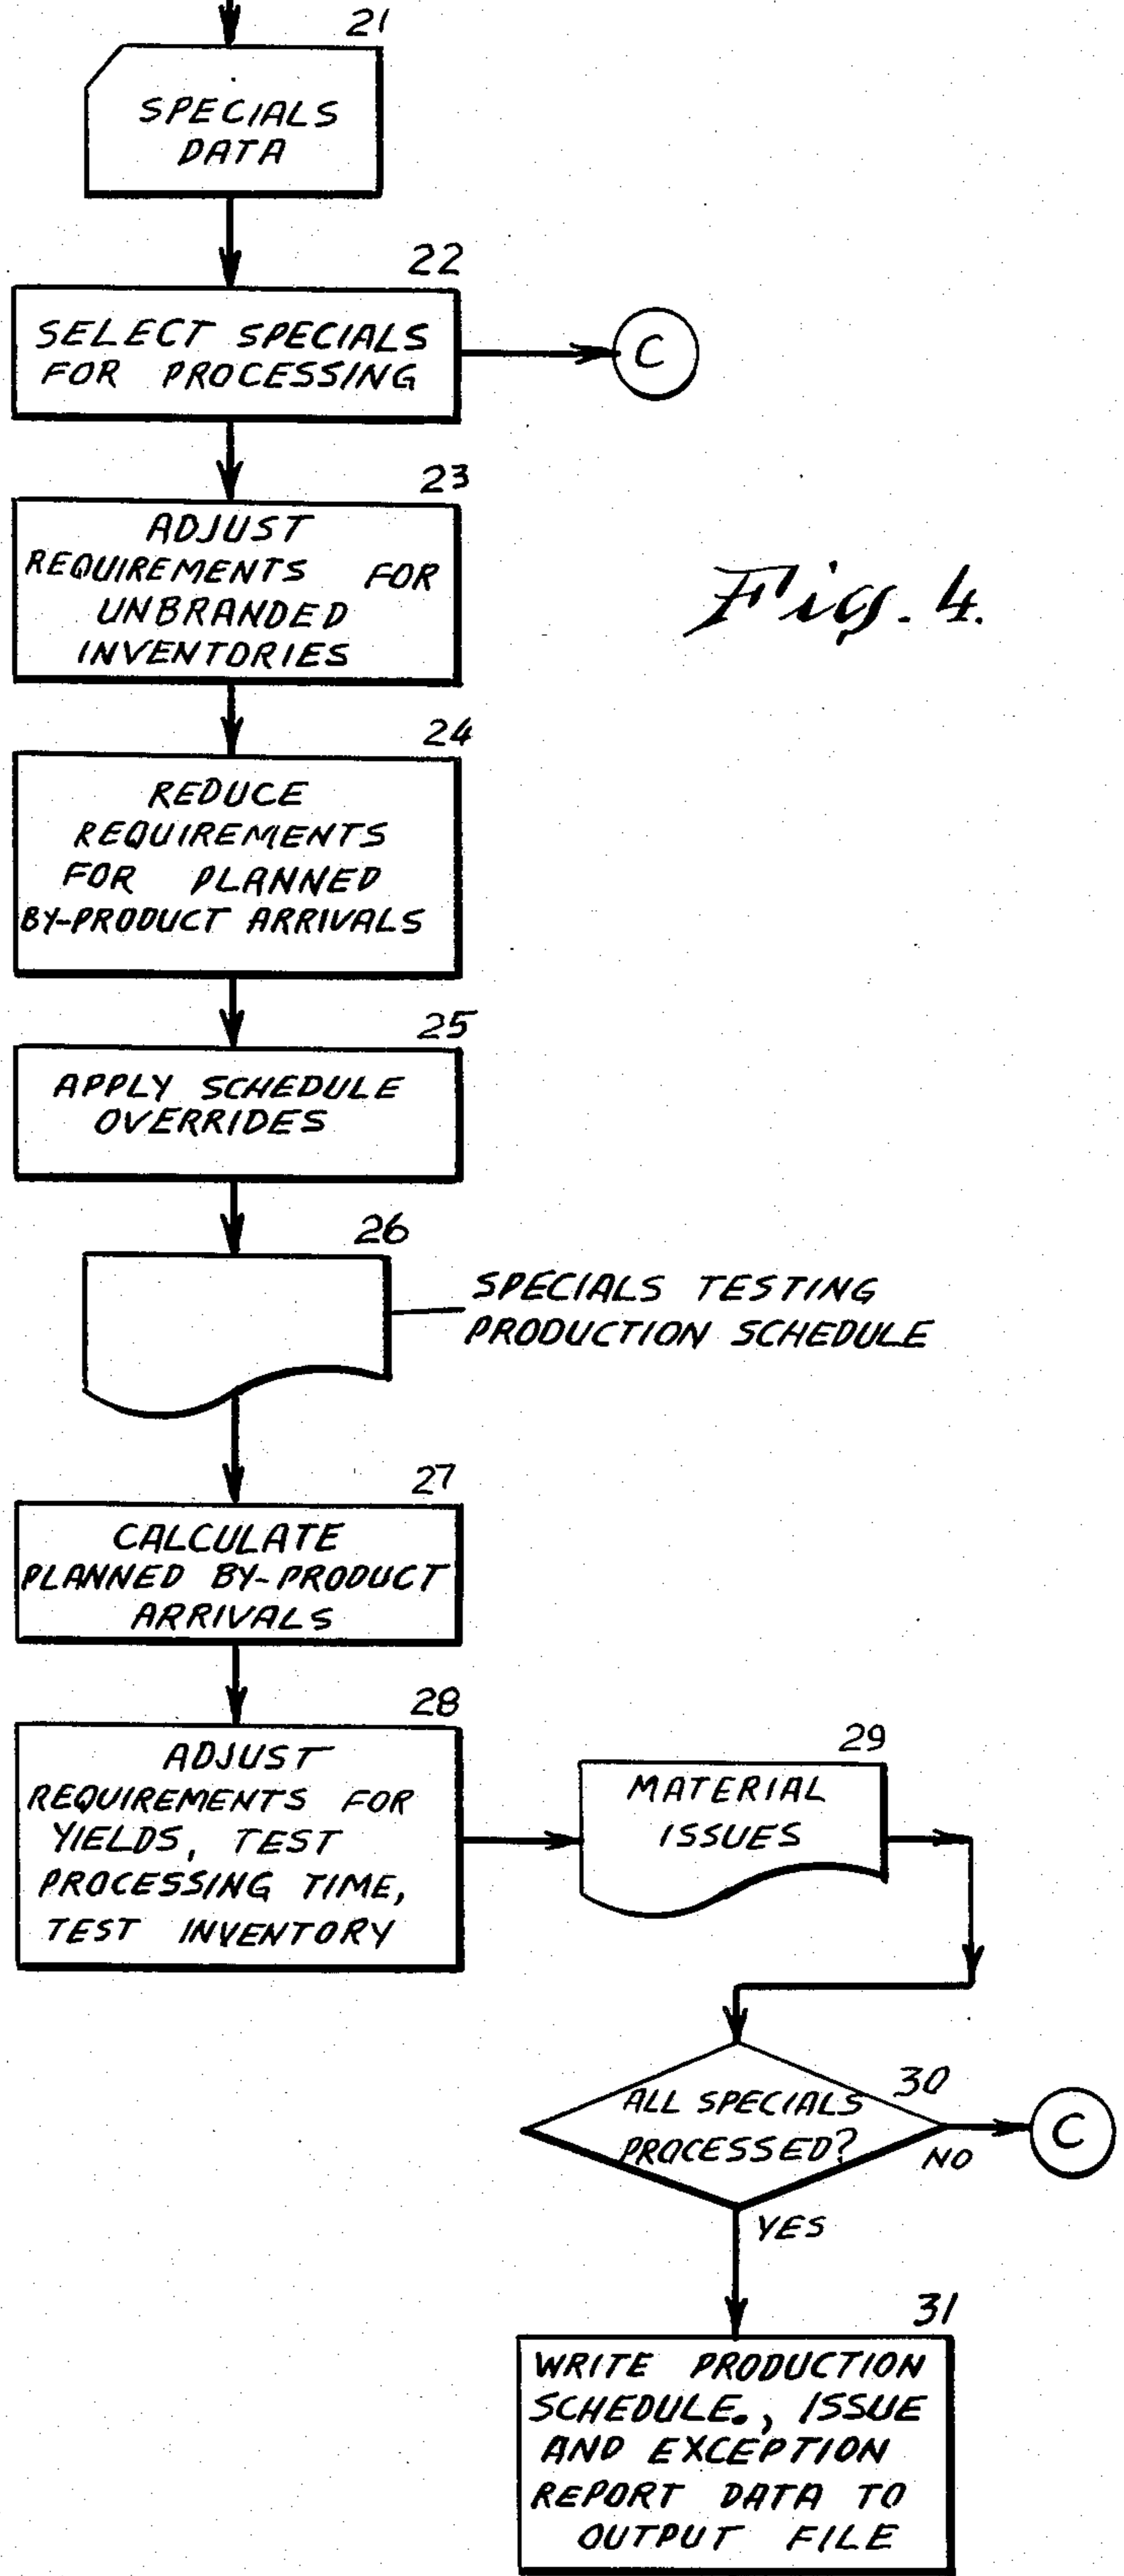 21
SPECIALS
DATA
22
SELECT SPECIALS
FOR PROCESSING
C
23
ADJUST
REQUIREMENTS FOR
UNBRANDED
INVENTORIES
Fig. 4.
24
REDUCE
REQUIREMENTS
FOR PLANNED
BY-PRODUCT ARRIVALS
25
APPLY SCHEDULE
OVERRIDES
26
SPECIALS TESTING
PRODUCTION SCHEDULE
27
CALCULATE
PLANNED BY-PRODUCT
ARRIVALS
28
ADJUST
REQUIREMENTS FOR
YIELDS, TEST
PROCESSING TIME,
TEST INVENTORY
29
MATERIAL
ISSUES
30
ALL SPECIALS
PROCESSED?
NO
C
YES
31
WRITE PRODUCTION
SCHEDULE., ISSUE
AND EXCEPTION
REPORT DATA TO
OUTPUT FILE